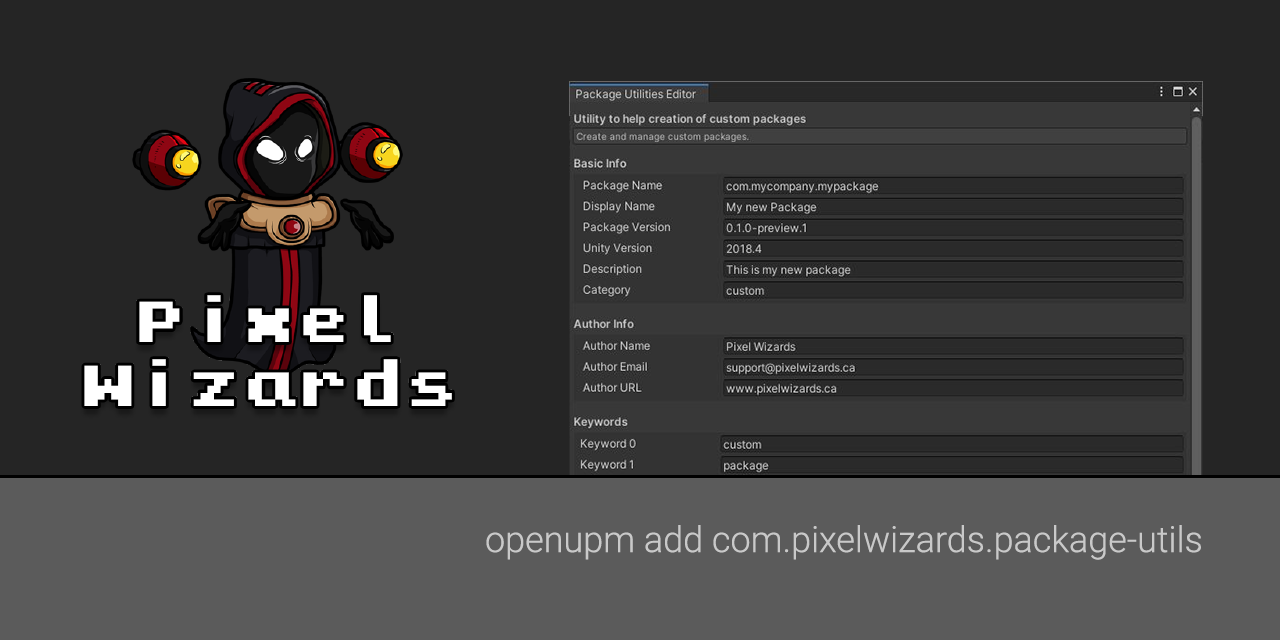 Pixel
Wizards
Package Utilities Editor
Utility to help creation of custom packages
Create and manage custom packages.
Basic Info
Package Name com.mycompany.mypackage
Display Name My new Package
Package Version 0.1.0-preview.1
Unity Version 2018.4
Description This is my new package
Category custom
Author Info
Author Name Pixel Wizards
Author Email support@pixelwizards.ca
Author URL www.pixelwizards.ca
Keywords
Keyword 0 custom
Keyword 1 package
openupm add com.pixelwizards.package-utils